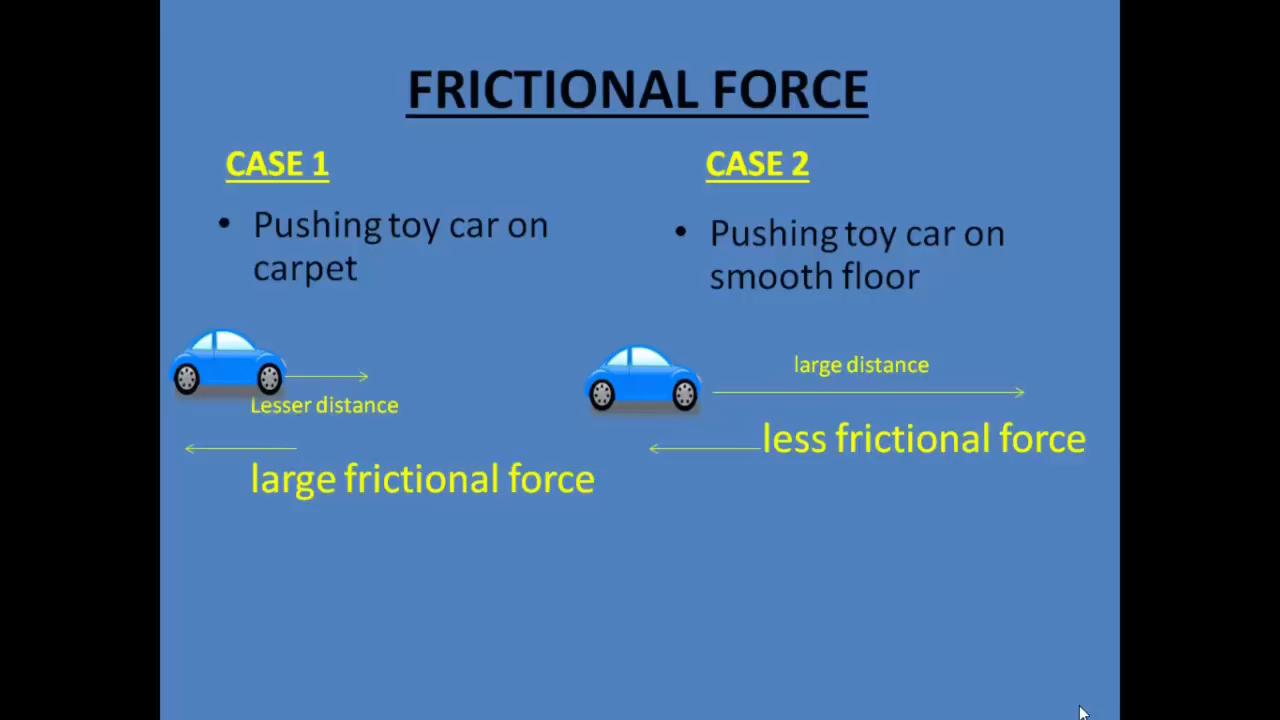 FRICTIONAL FORCE
CASE 1
• Pushing toy car on
carpet
Lesser distance
large frictional force
CASE 2
• Pushing toy car on
smooth floor
large distance
less frictional force